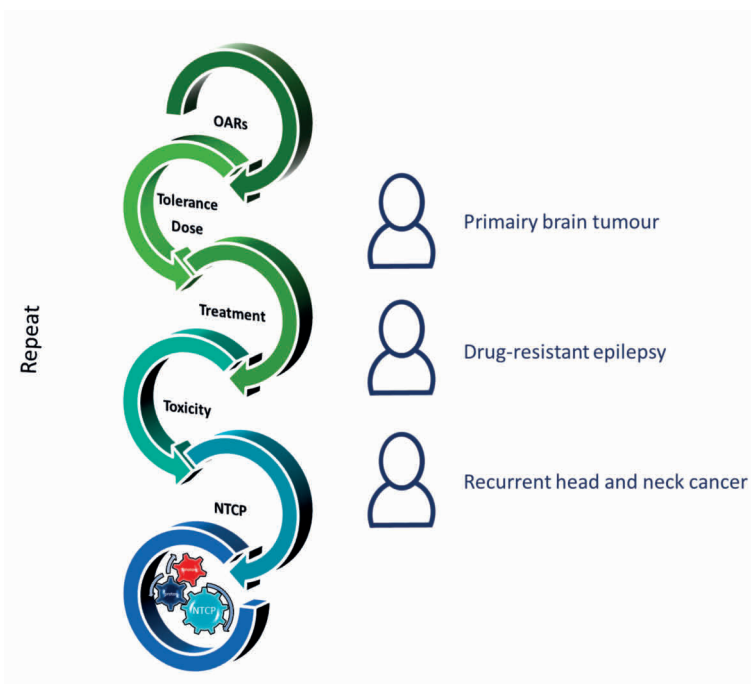 Repeat
OARs
Tolerance
Dose
Treatment
Toxicity
NTCP
NTCP
Primairy brain tumour
Drug-resistant epilepsy
Recurrent head and neck cancer